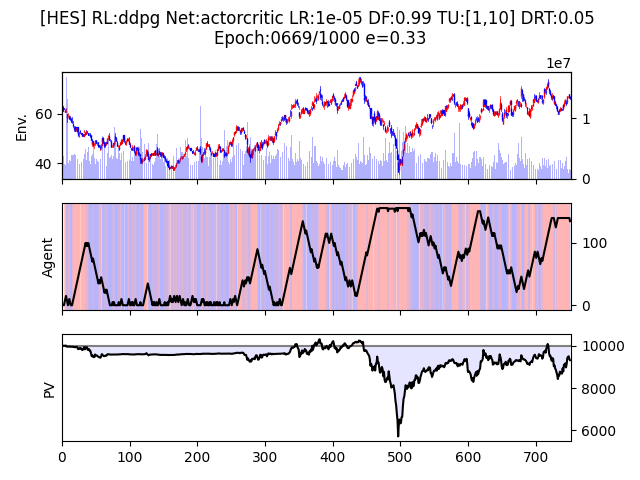 [HES] RL:ddpg Net:actorcritic LR:1e-05 DF:0.99 TU:[1,10] DRT:0.05
Epoch:0669/1000 e=0.33
1e7
Env.
60
40
1
0
Agent
100
0
PV
10000
8000
6000
0 100 200 300 400 500 600 700